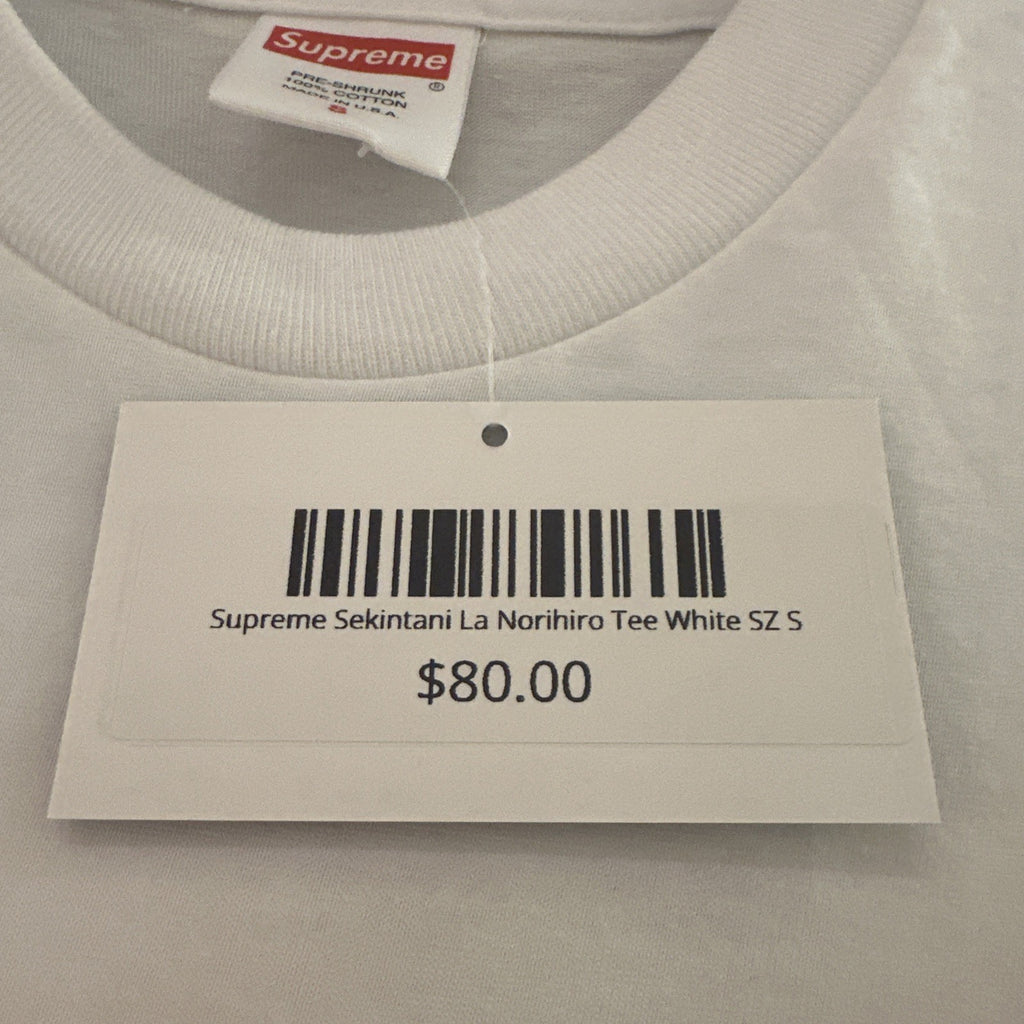 Supreme
®
PRE-SHRUNK
100% COTTON
MADE IN U.S.A.
S
Supreme Sekintani La Norihiro Tee White SZ S
$80.00